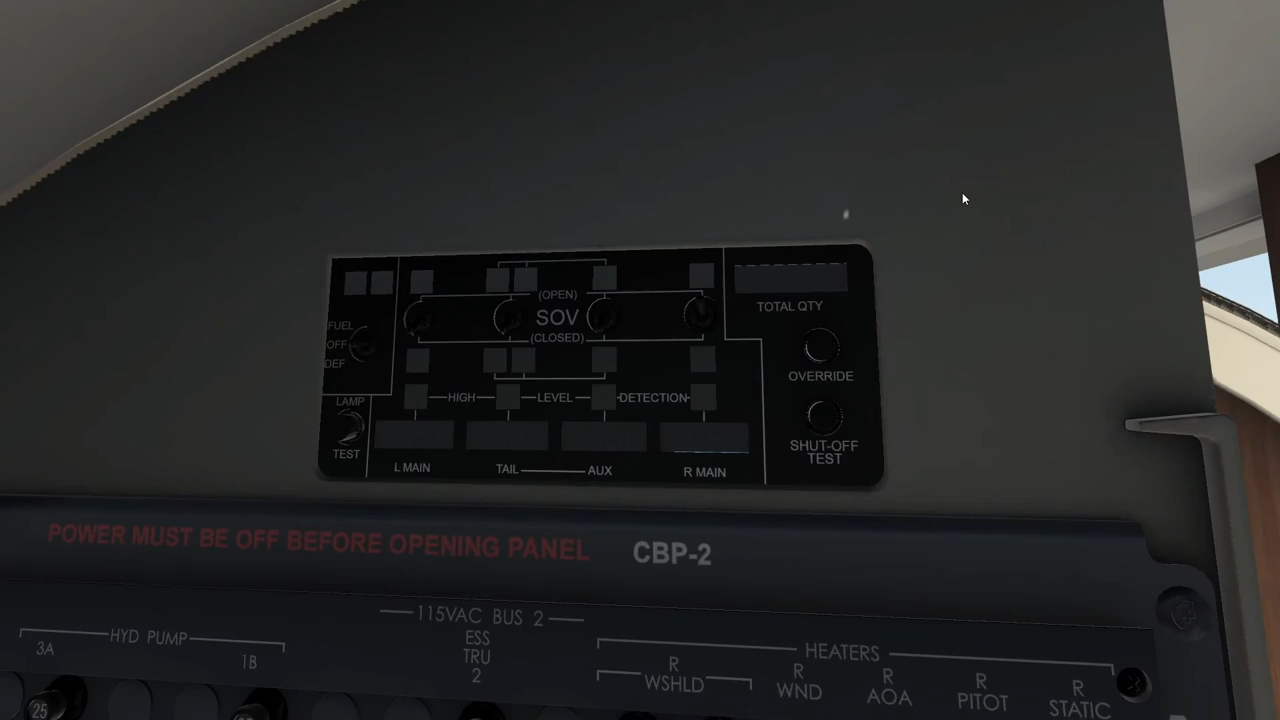 (OPEN)
SOV
(CLOSED)
TOTAL QTY
FUEL
OFF
DEF
OVERRIDE
LAMP
TEST
HIGH LEVEL DETECTION
SHUT-OFF
TEST
L MAIN TAIL AUX R MAIN
POWER MUST BE OFF BEFORE OPENING PANEL CBP-2
115VAC BUS 2
HYD PUMP
3A 1B
ESS
TRU
2
HEATERS
R
WSHLD
R
WND
R
AOA
R
PITOT
R
STATIC
25